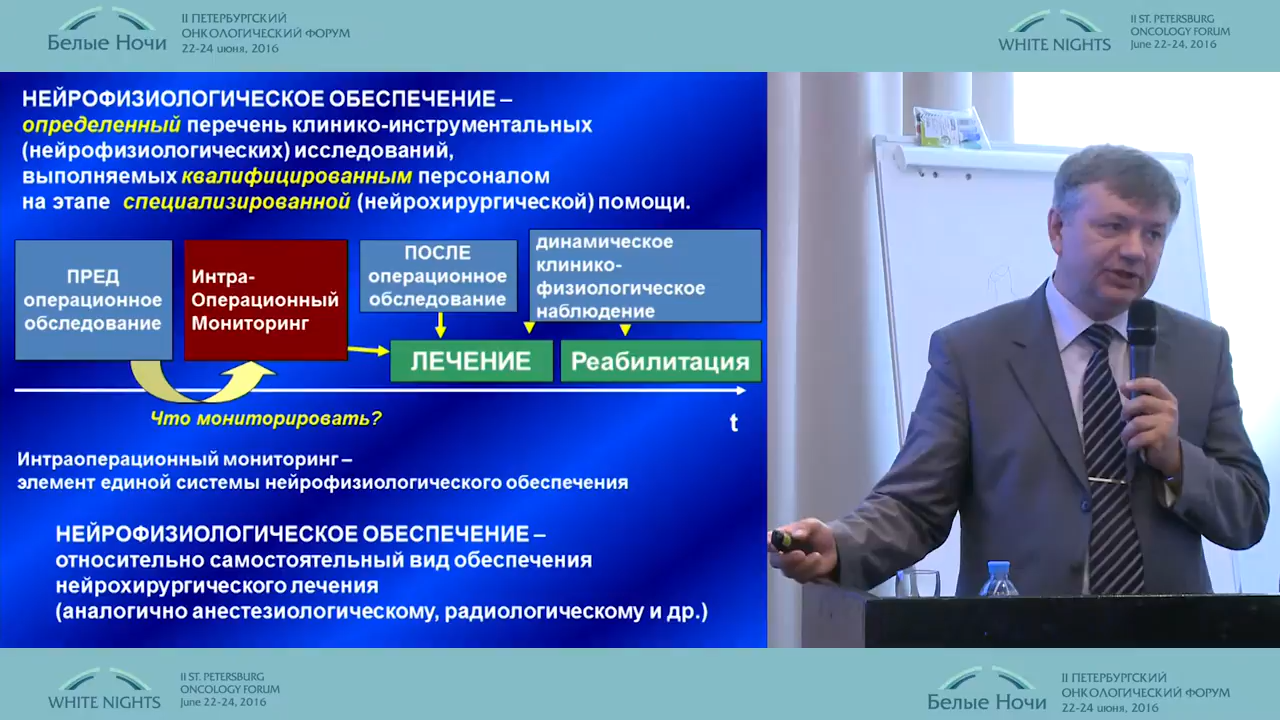 Белые Ночи
II ПЕТЕРБУРГСКИЙ
ОНКОЛОГИЧЕСКИЙ ФОРУМ
22-24 июня, 2016
WHITE NIGHTS
II ST. PETERSBURG
ONCOLOGY FORUM
June 22-24, 2016
НЕЙРОФИЗИОЛОГИЧЕСКОЕ ОБЕСПЕЧЕНИЕ –
определенный перечень клинико-инструментальных
(нейрофизиологических) исследований,
выполняемых квалифицированным персоналом
на этапе специализированной (нейрохирургической) помощи.
ПРЕД
операционное
обследование
Интра-
Операционный
Мониторинг
ПОСЛЕ
операционное
обследование
динамическое
клинико-
физиологическое
наблюдение
ЛЕЧЕНИЕ
Реабилитация
Что мониторировать?
t
Интраоперационный мониторинг –
элемент единой системы нейрофизиологического обеспечения
НЕЙРОФИЗИОЛОГИЧЕСКОЕ ОБЕСПЕЧЕНИЕ –
относительно самостоятельный вид обеспечения
нейрохирургического лечения
(аналогично анестезиологическому, радиологическому и др.)
WHITE NIGHTS
II ST. PETERSBURG
ONCOLOGY FORUM
June 22-24, 2016
Белые Ночи
II ПЕТЕРБУРГСКИЙ
ОНКОЛОГИЧЕСКИЙ ФОРУМ
22-24 июня, 2016